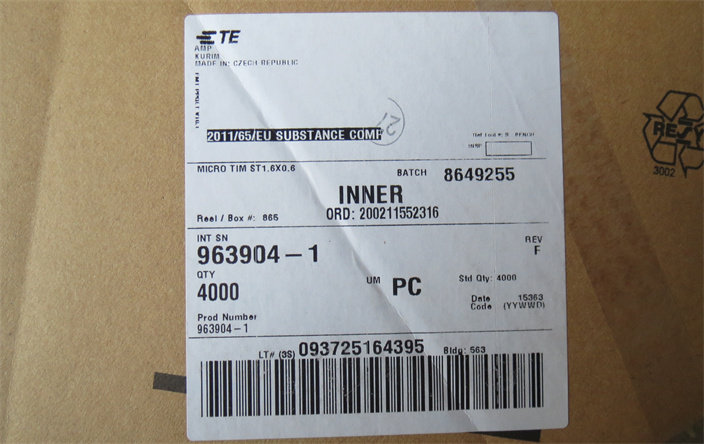 TE
AMP
KURIM
MADE IN: CZECH REPUBLIC
2011/65/EU SUBSTANCE COMP
21
MICRO TIM ST1.6X0.6
BATCH 8649255
INNER
Reel / Box #: 865
ORD: 200211552316
INT SN
963904-1
REV
F
QTY
4000
UM PC
Std Qty: 4000
Date Code 15363 (YYWWD)
Prod Number
963904-1
LT# (3S) 093725164395 Bldg: 563
RESY
3002